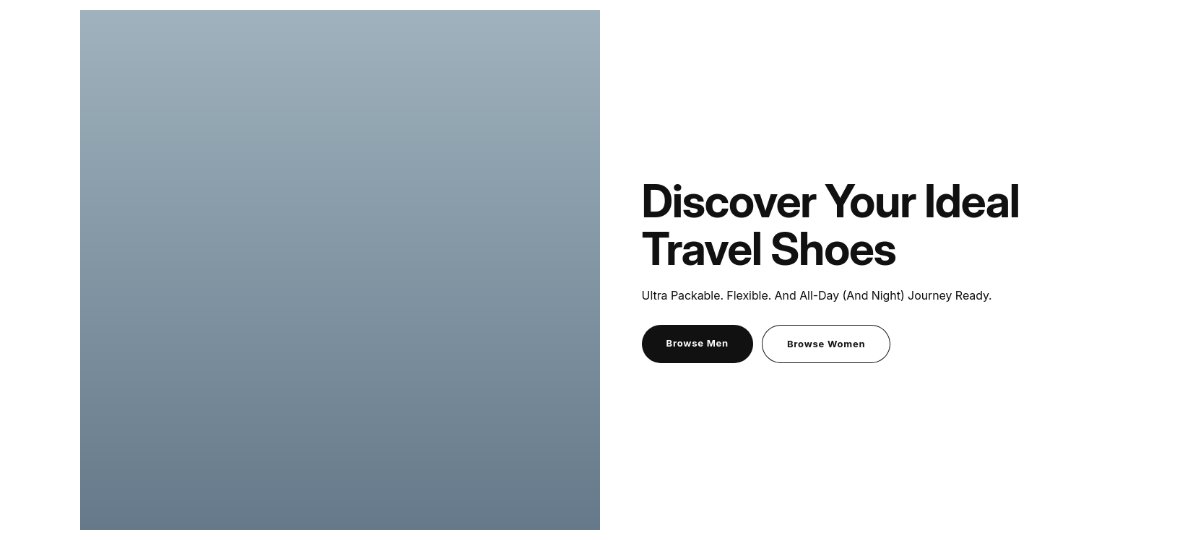 Discover Your Ideal
Travel Shoes
Ultra Packable. Flexible. And All-Day (And Night) Journey Ready.
Browse Men
Browse Women